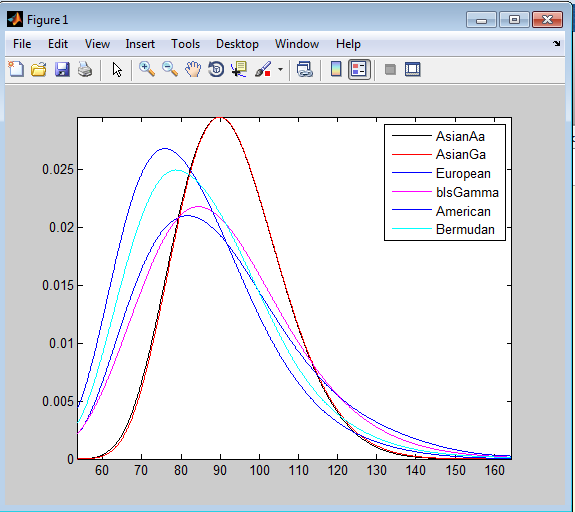 Figure 1
File Edit View Insert Tools Desktop Window Help
0.025
0.02
0.015
0.01
0.005
0
60 70 80 90 100 110 120 130 140 150 160
AsianAa
AsianGa
European
blsGamma
American
Bermudan